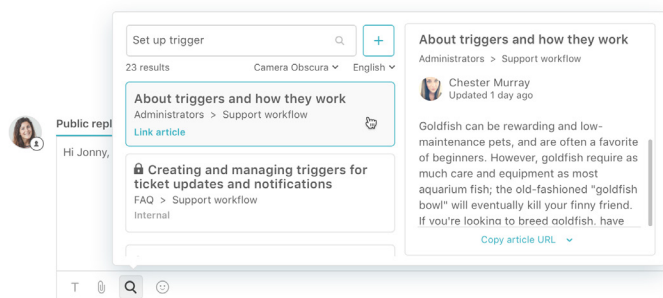 Set up trigger
+
23 results Camera Obscura English
About triggers and how they work
Administrators > Support workflow
Link article
Creating and managing triggers for
ticket updates and notifications
FAQ > Support workflow
Internal
About triggers and how they work
Administrators > Support workflow
Chester Murray
Updated 1 day ago
Goldfish can be rewarding and low-
maintenance pets, and are often a favorite
of beginners. However, goldfish require as
much care and equipment as most
aquarium fish; the old-fashioned "goldfish
bowl" will eventually kill your finny friend.
If you're looking to breed goldfish, have
Copy article URL
Public repl
Hi Jonny,
T